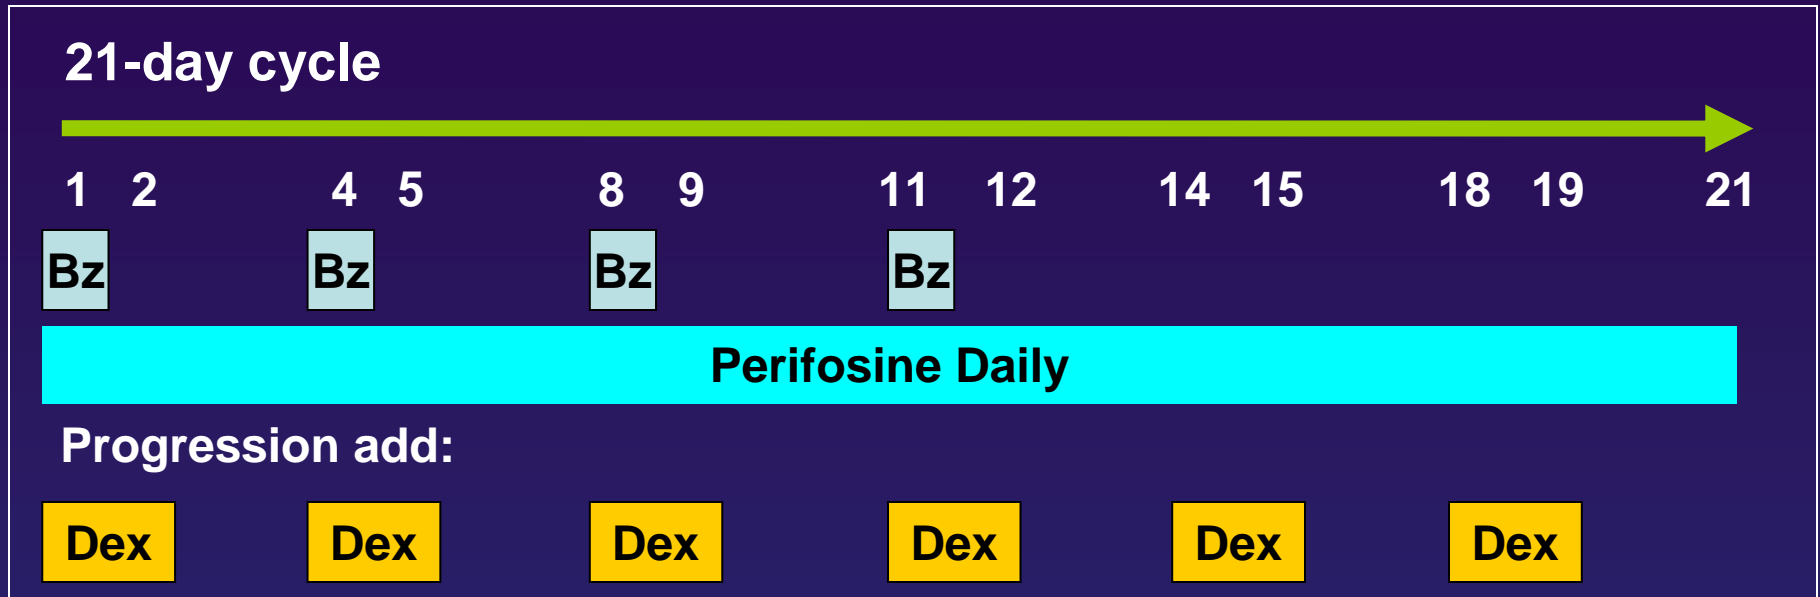 21-day cycle
1 2 4 5 8 9 11 12 14 15 18 19 21
Bz Bz Bz Bz
Perifosine Daily
Progression add:
Dex Dex Dex Dex Dex Dex